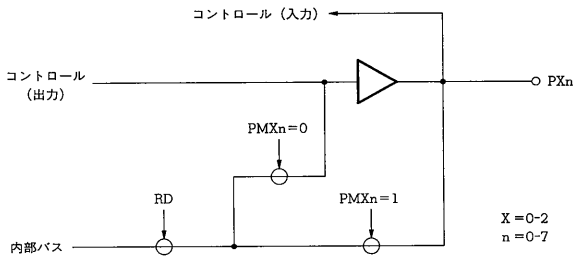 コントロール（入力）
コントロール
（出力）
PXn
PMXn=0
RD
PMXn=1
X=0-2
n=0-7
内部バス